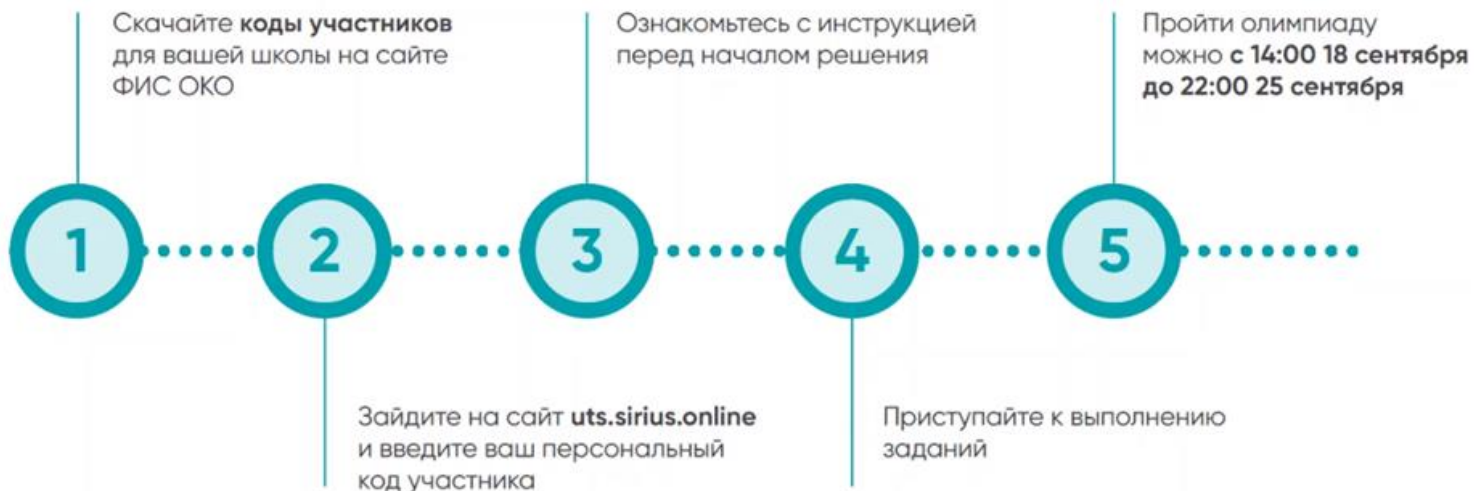 Скачайте коды участников
для вашей школы на сайте
ФИС ОКО
Ознакомьтесь с инструкцией
перед началом решения
Пройти олимпиаду
можно с 14:00 18 сентября
до 22:00 25 сентября
1
2
3
4
5
Зайдите на сайт uts.sirius.online
и введите ваш персональный
код участника
Приступайте к выполнению
заданий